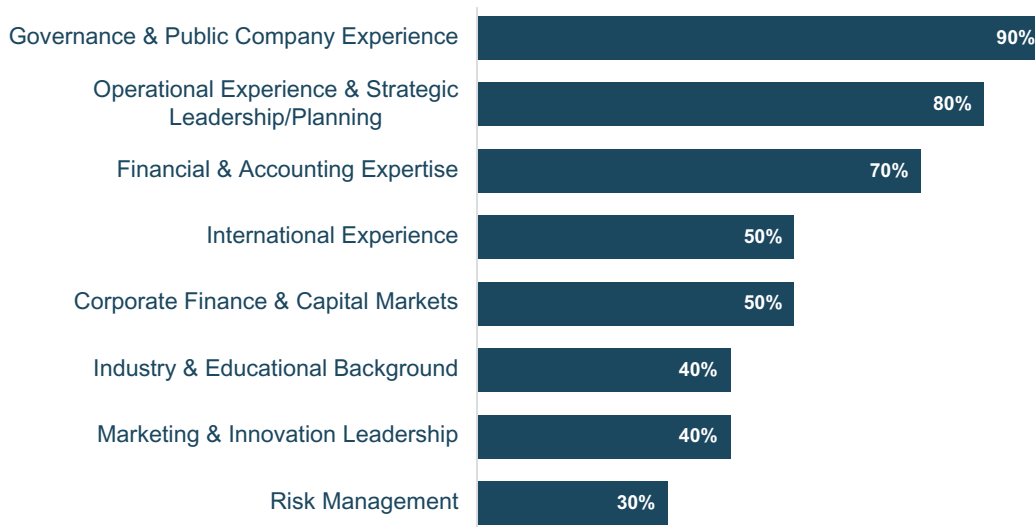 Governance & Public Company Experience 90%
Operational Experience & Strategic
Leadership/Planning 80%
Financial & Accounting Expertise 70%
International Experience 50%
Corporate Finance & Capital Markets 50%
Industry & Educational Background 40%
Marketing & Innovation Leadership 40%
Risk Management 30%